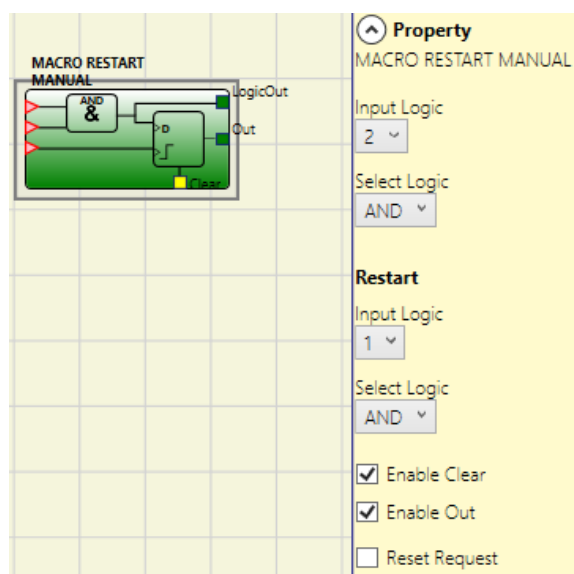 MACRO RESTART
MANUAL
AND
&
D
LogicOut
Out
Clear
Property
MACRO RESTART MANUAL
Input Logic
2
Select Logic
AND
Restart
Input Logic
1
Select Logic
AND
Enable Clear
Enable Out
Reset Request